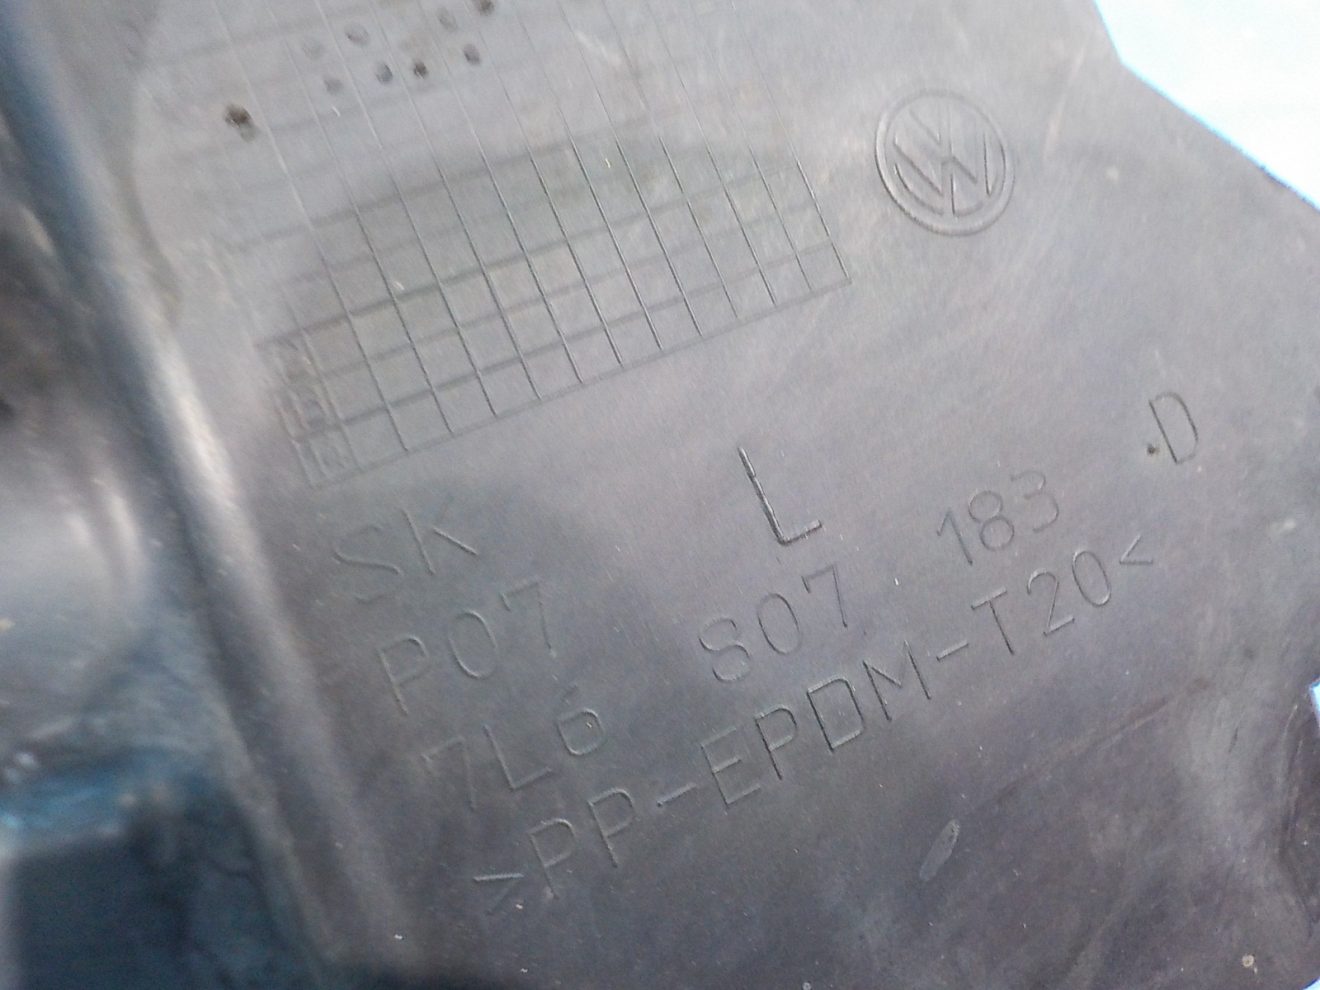 L
SK
P07
7L6 807 183 D
>PP-EPDM-T20<